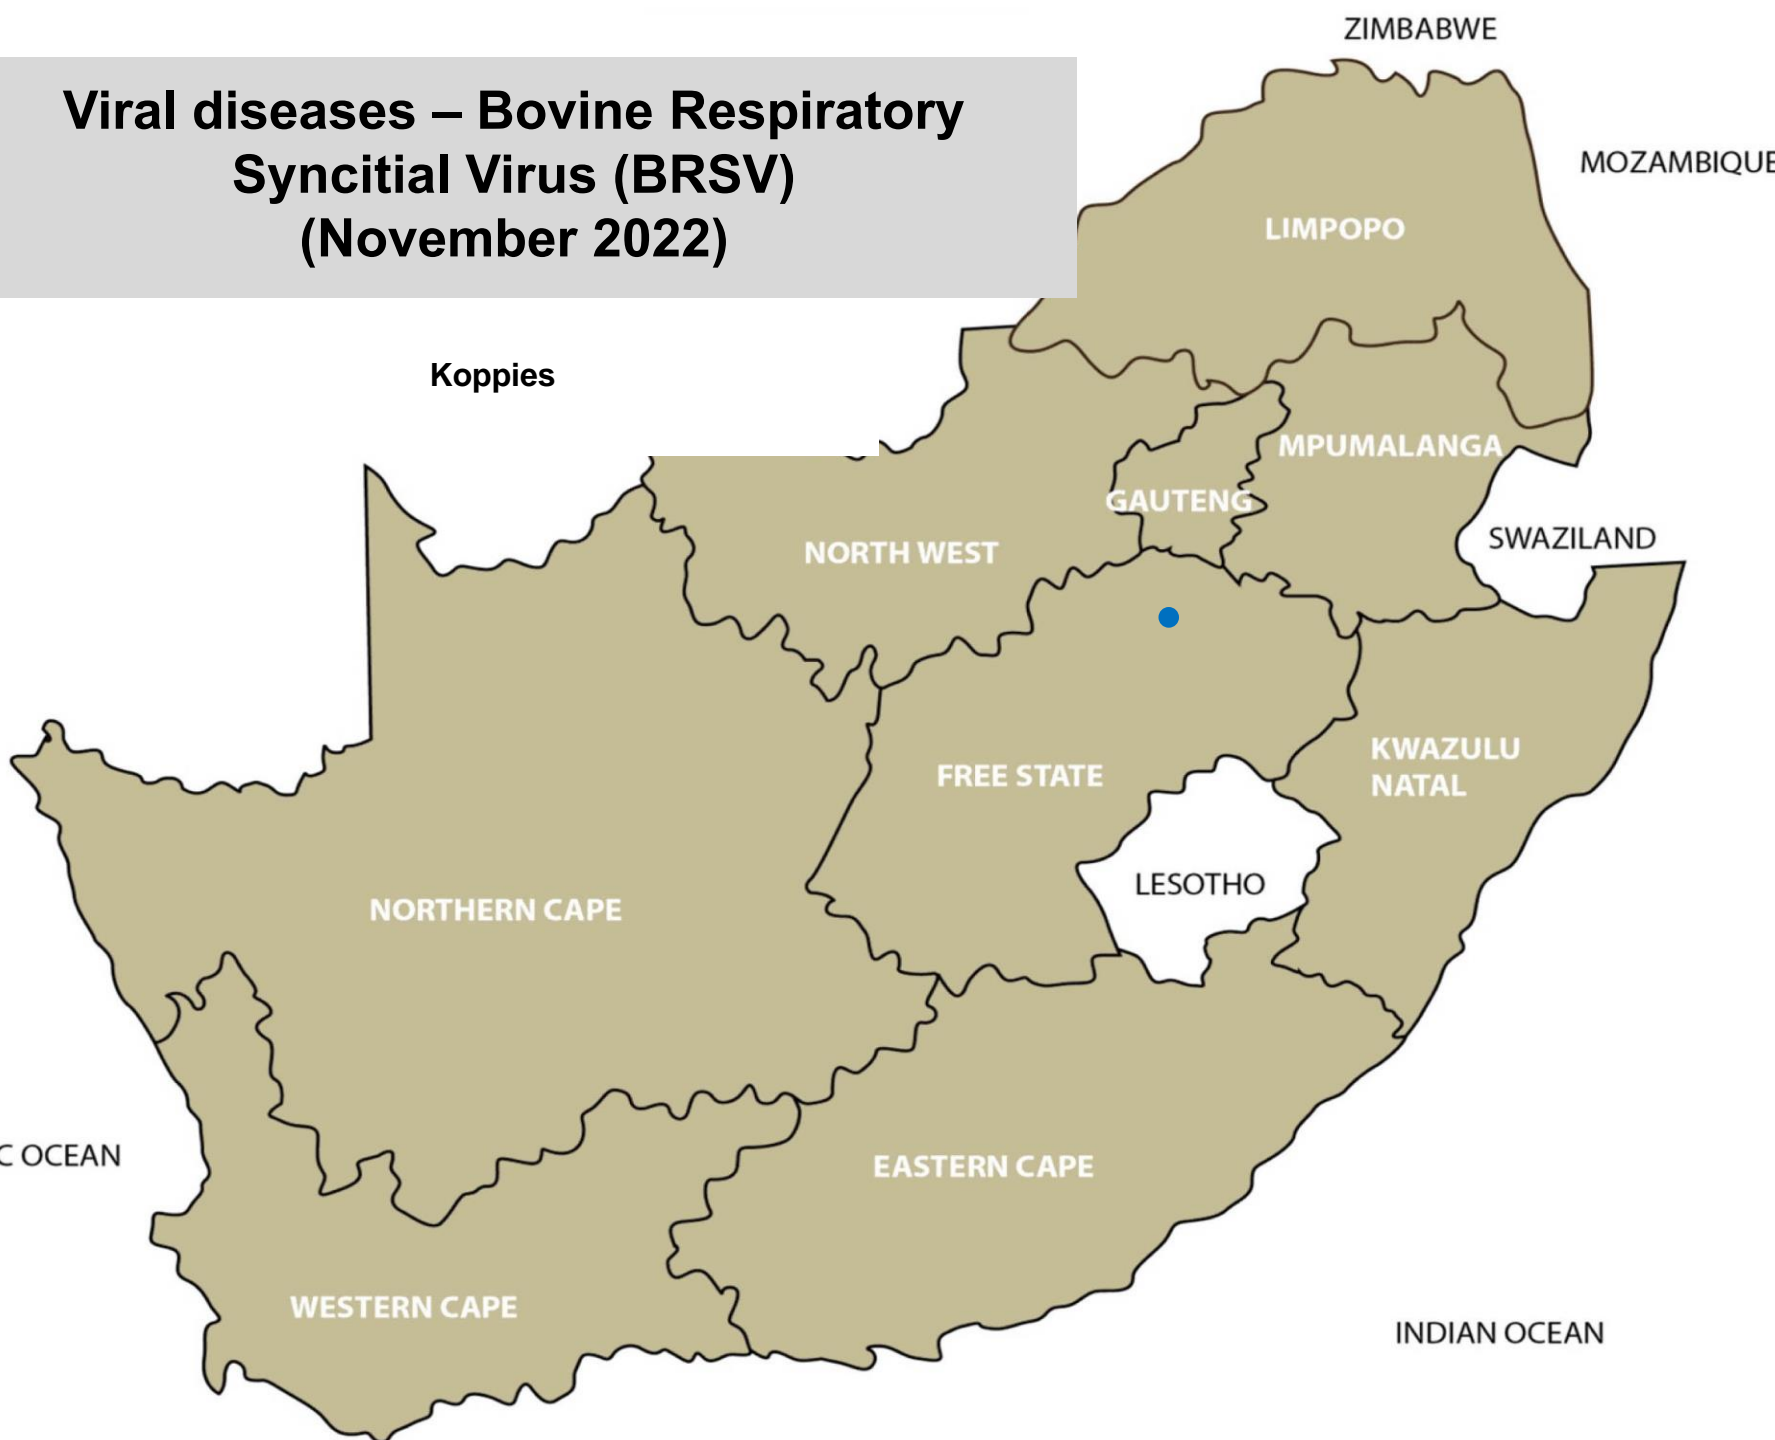 ZIMBABWE
Viral diseases – Bovine Respiratory
Syncitial Virus (BRSV)
(November 2022)
MOZAMBIQUE
LIMPOPO
Koppies
MPUMALANGA
GAUTENG
SWAZILAND
NORTH WEST
KWAZULU
NATAL
FREE STATE
LESOTHO
NORTHERN CAPE
C OCEAN
EASTERN CAPE
WESTERN CAPE
INDIAN OCEAN